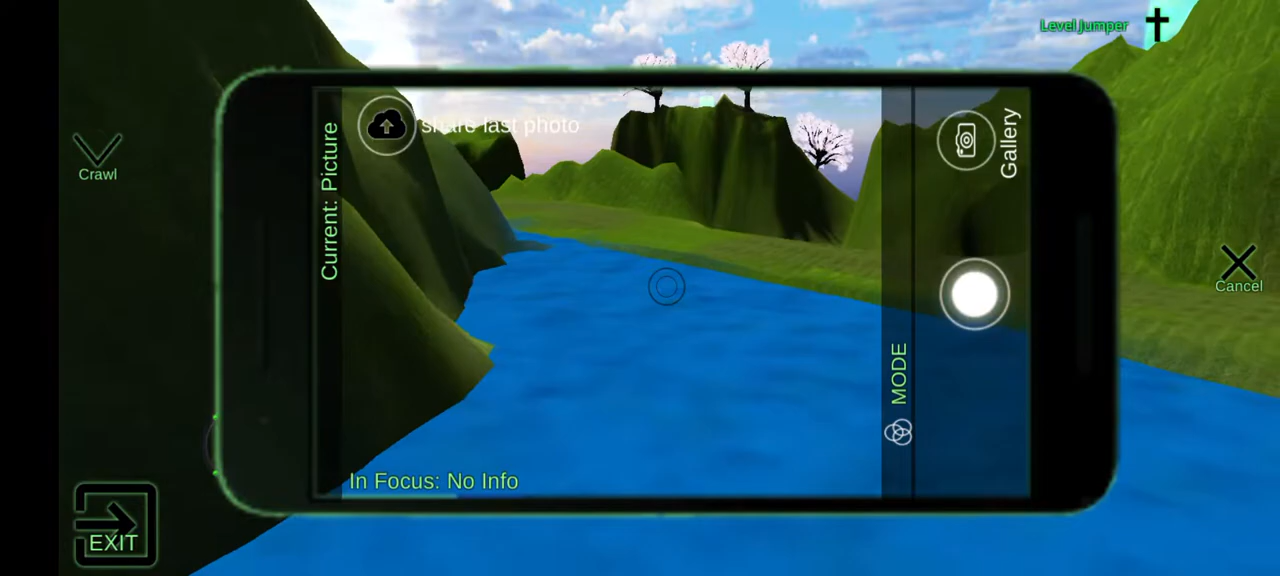 Level Jumper
share last photo
Current: Picture
Gallery
Crawl
Cancel
MODE
In Focus: No Info
EXIT